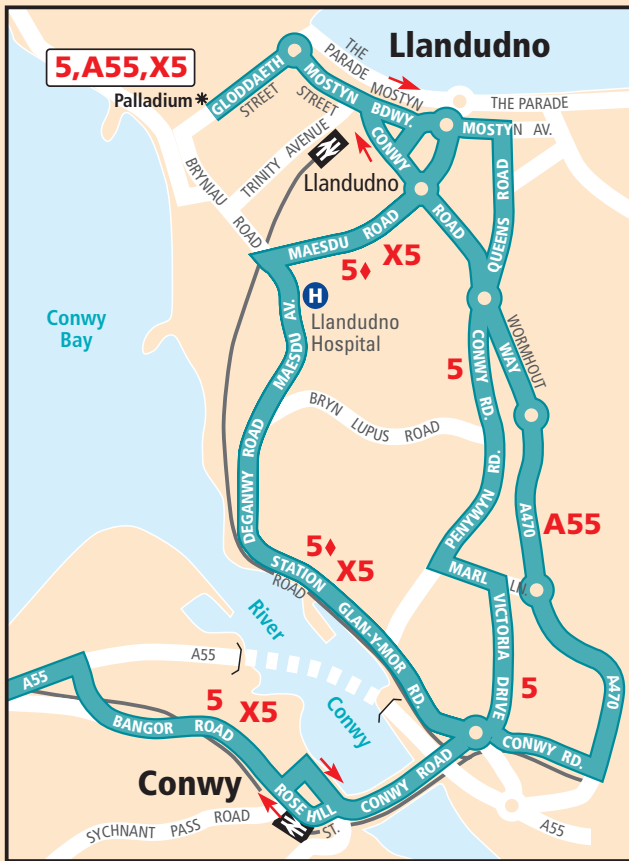 Llandudno
5,A55,X5
Palladium*
GLODDAETH
STREET
THE
PARADE
MOSTYN
STREET
MOSTYN BDWY.
THE PARADE
MOSTYN AV.
CONWY
ROAD
TRINITY AVENUE
Llandudno
BRYNIAU ROAD
MAESDU ROAD
5♦ X5
QUEENS ROAD
H
Llandudno
Hospital
Conwy
Bay
MAESDU AV.
WORMHOUT
WAY
5
CONWY RD.
BRYN LUPUS ROAD
DEGANWY ROAD
PENYWYN RD.
A470
A55
5♦
X5
STATION
ROAD
MARL
LN.
GLAN-Y-MOR RD.
VICTORIA DRIVE
River
Conwy
A55
A55
5
X5
5
A470
BANGOR ROAD
CONWY RD.
Conwy
ROSE HILL
ST.
CONWY ROAD
SYCHNANT PASS ROAD
A55